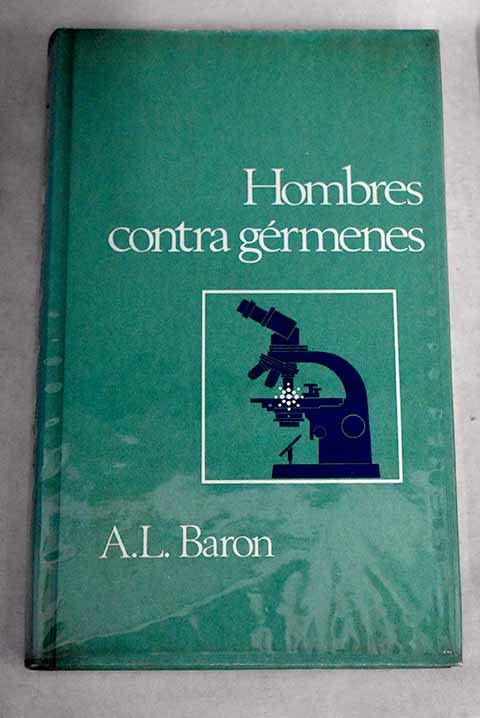 Hombres
contra gérmenes
A.L. Baron